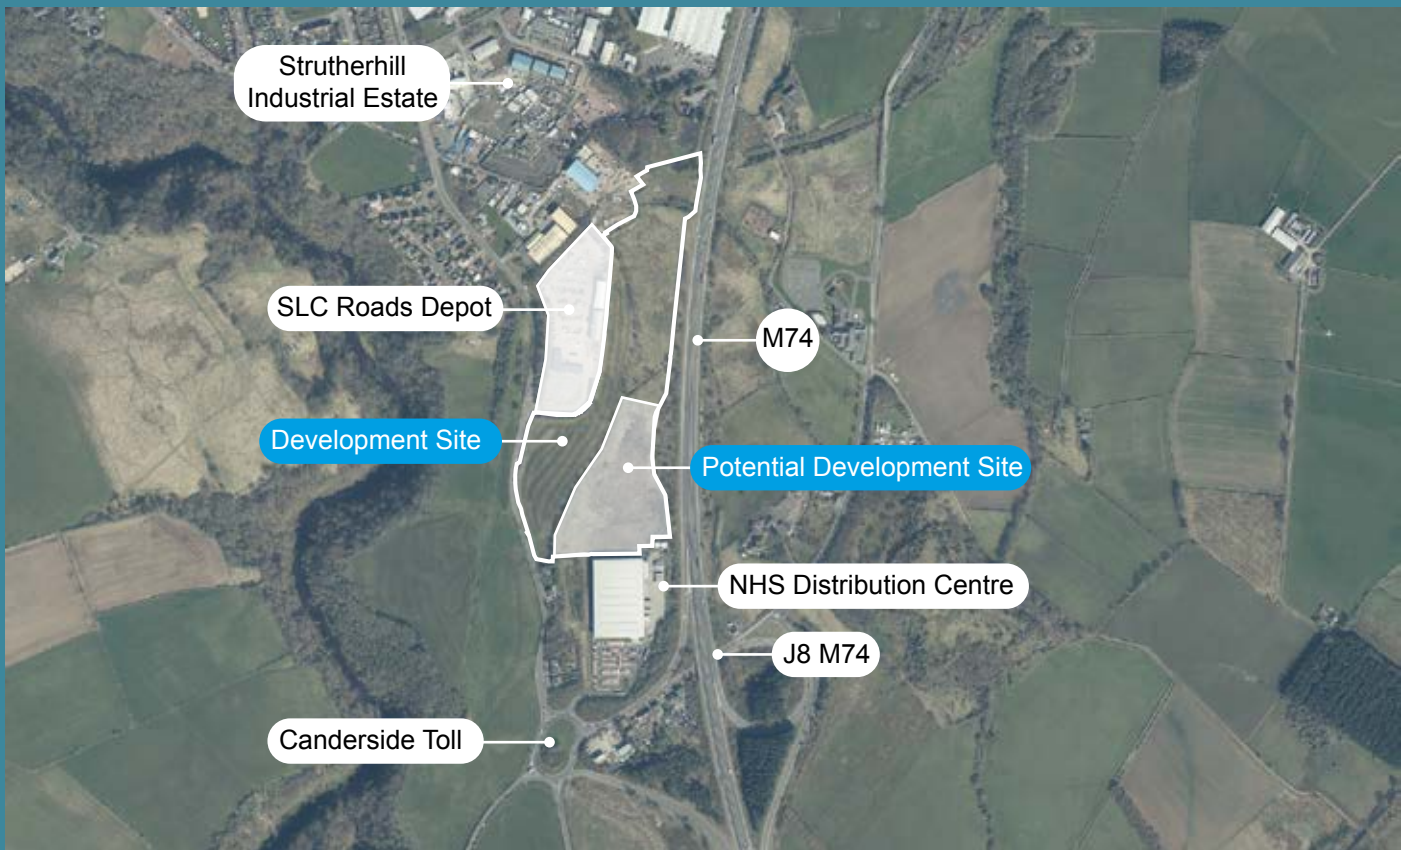 Strutherhill
Industrial Estate
SLC Roads Depot
M74
Development Site
Potential Development Site
NHS Distribution Centre
J8 M74
Canderside Toll